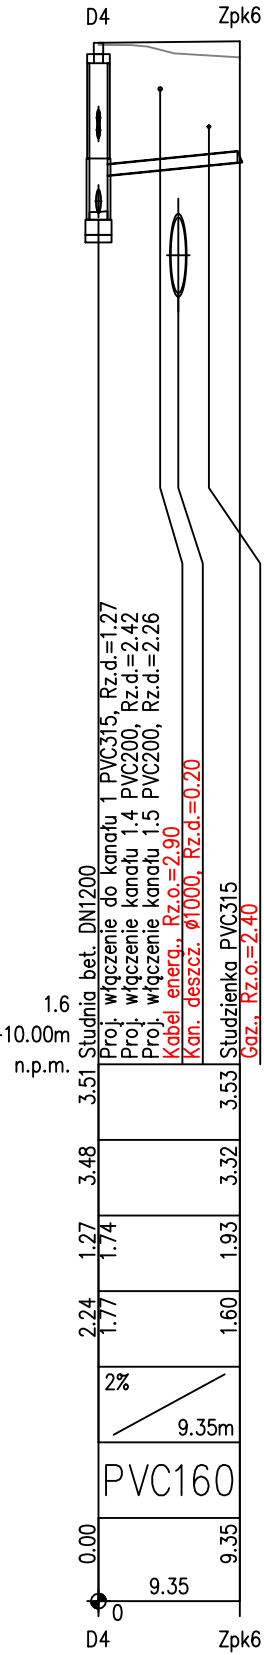 D4 Zpk6
Studnia bet. DN1200
Proj. włączenie do kanału 1 PVC315, Rz.d.=1.27
Proj. włączenie kanału 1.4 PVC200, Rz.d.=2.42
Proj. włączenie kanału 1.5 PVC200, Rz.d.=2.26
Kabel energ., Rz.o.=2.90
Kan. deszcz. ø1000, Rz.d.=0.20
Studzienka PVC315
Gaz., Rz.o.=2.40
1.6
-10.00m
n.p.m.
3.51 3.53
3.48 3.32
1.27 1.74 1.93
2.24 1.77 1.60
2%
9.35m
PVC160
0.00 9.35
9.35
0
D4 Zpk6